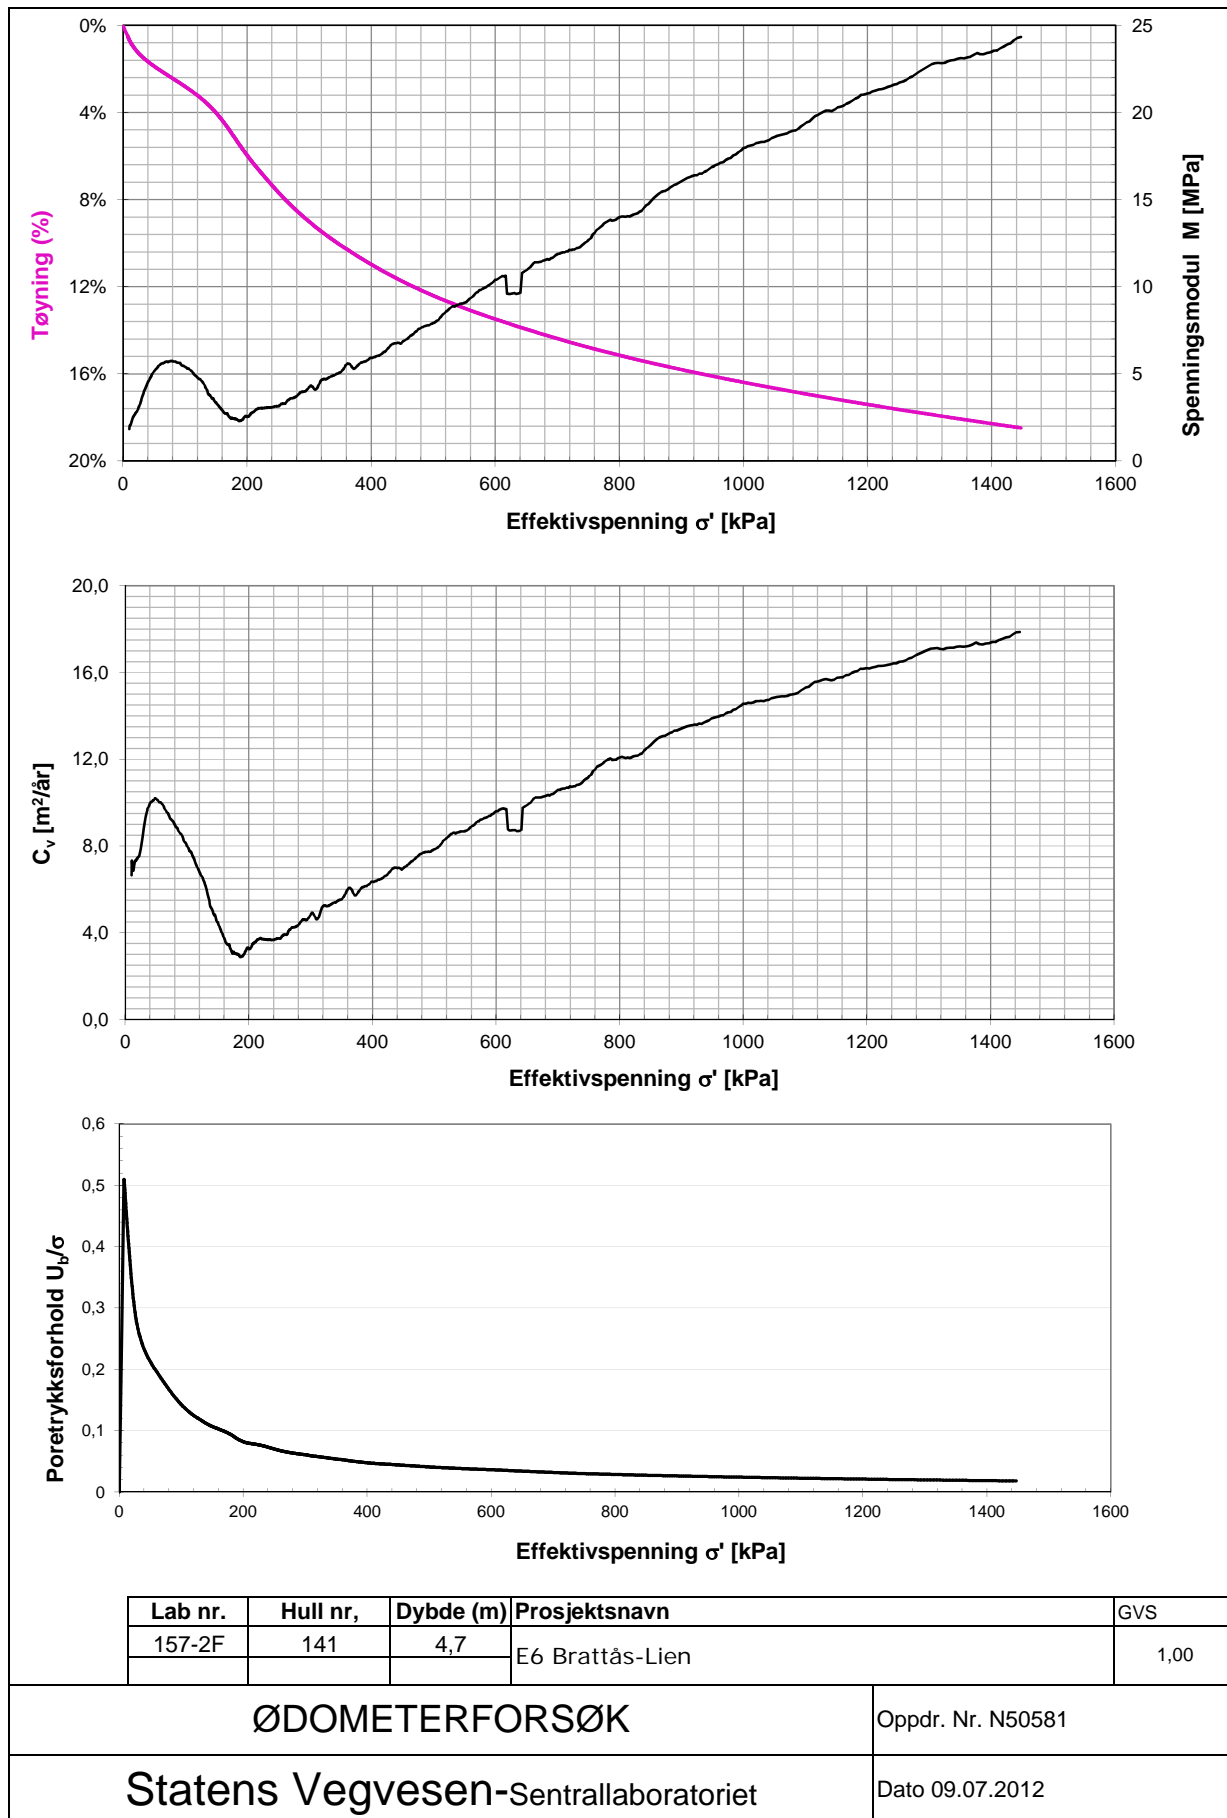 0% 25
4% 20
8% 15
12% 10
16% 5
20% 0
Tøyning (%)
Spenningsmodul M [MPa]
0 200 400 600 800 1000 1200 1400 1600
Effektivspenning σ' [kPa]
20,0
16,0
12,0
8,0
4,0
0,0
Cv [m²/år]
0 200 400 600 800 1000 1200 1400 1600
Effektivspenning σ' [kPa]
0,6
0,5
0,4
0,3
0,2
0,1
0
Poretrykksforhold Ub/σ
0 200 400 600 800 1000 1200 1400 1600
Effektivspenning σ' [kPa]
Lab nr. Hull nr, Dybde (m) Prosjektsnavn GVS
157-2F 141 4,7 E6 Brattås-Lien 1,00
ØDOMETERFORSØK Oppdr. Nr. N50581
Statens Vegvesen-Sentrallaboratoriet Dato 09.07.2012